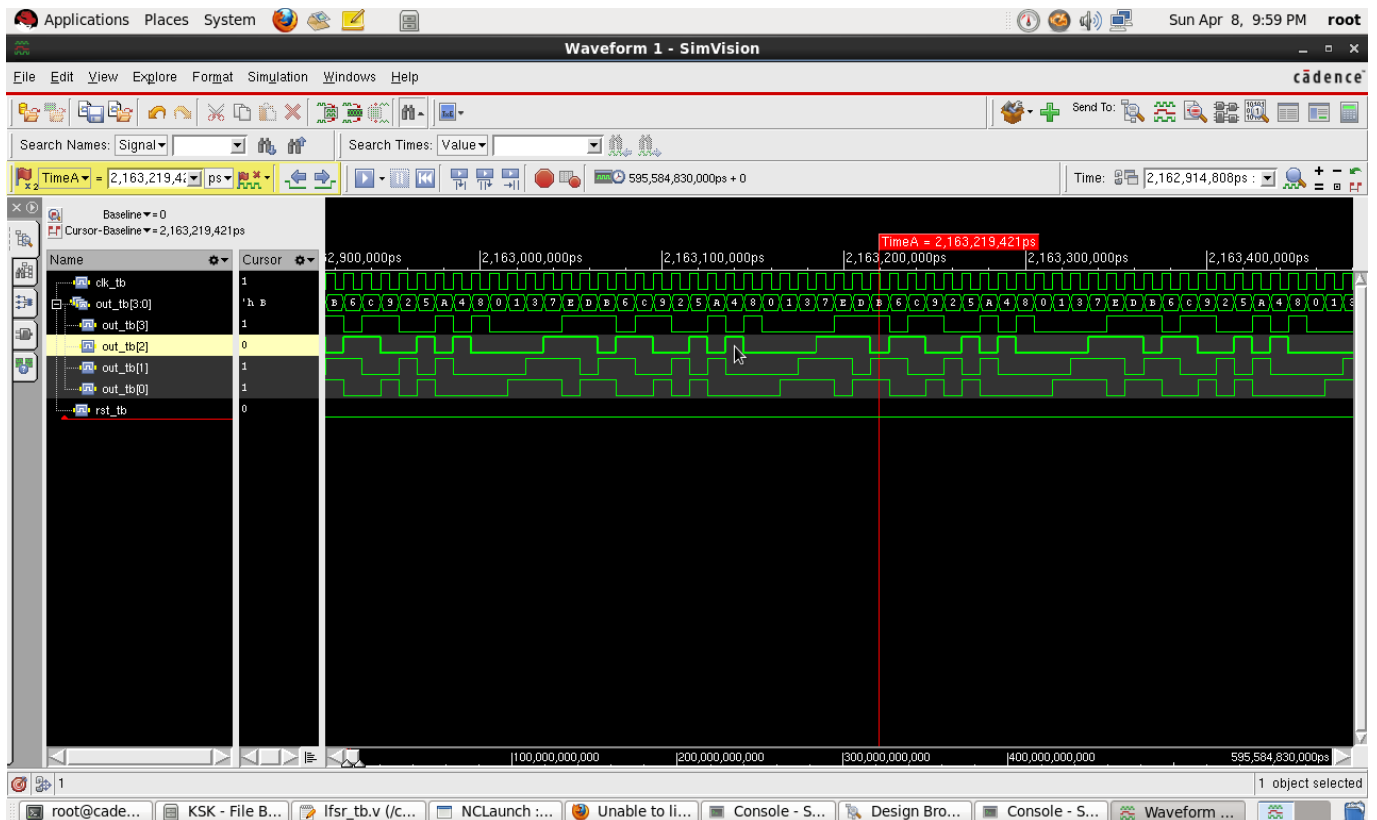 Applications Places System Sun Apr 8, 9:59 PM root
Waveform 1 - SimVision
File Edit View Explore Format Simulation Windows Help cādence
Send To:
Search Names: Signal Search Times: Value
x2 TimeA = 2,163,219,42 ps 595,584,830,000ps + 0 Time: 2,162,914,808ps :
Baseline = 0
Cursor-Baseline = 2,163,219,421ps
TimeA = 2,163,219,421ps
Name Cursor 2,900,000ps 2,163,000,000ps 2,163,100,000ps 2,163,200,000ps 2,163,300,000ps 2,163,400,000ps
clk_tb 1
out_tb[3:0] 'h B B 6 C 9 2 5 A 4 8 0 1 3 7 E D B 6 C 9 2 5 A 4 8 0 1 3 7 E D B 6 C 9 2 5 A 4 8 0 1 3 7 E D B 6 C 9 2 5 A 4 8 0 1
out_tb[3] 1
out_tb[2] 0
out_tb[1] 1
out_tb[0] 1
rst_tb 0
100,000,000,000 200,000,000,000 300,000,000,000 400,000,000,000 595,584,830,000ps
1 1 object selected
root@cade... KSK - File B... lfsr_tb.v (/c... NCLaunch :... Unable to li... Console - S... Design Bro... Console - S... Waveform ...